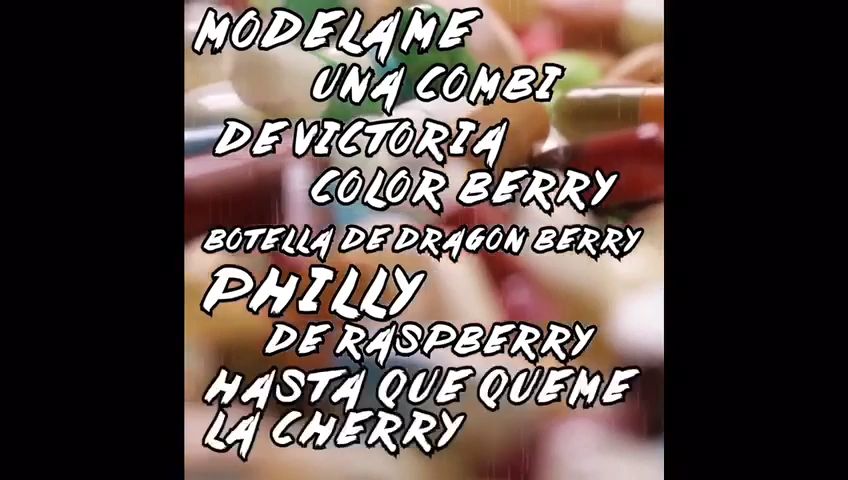 MODELAME
UNA COMBI
DE VICTORIA
COLOR BERRY
BOTELLA DE DRAGON BERRY
PHILLY
DE RASPBERRY
HASTA QUE QUEME
LA CHERRY